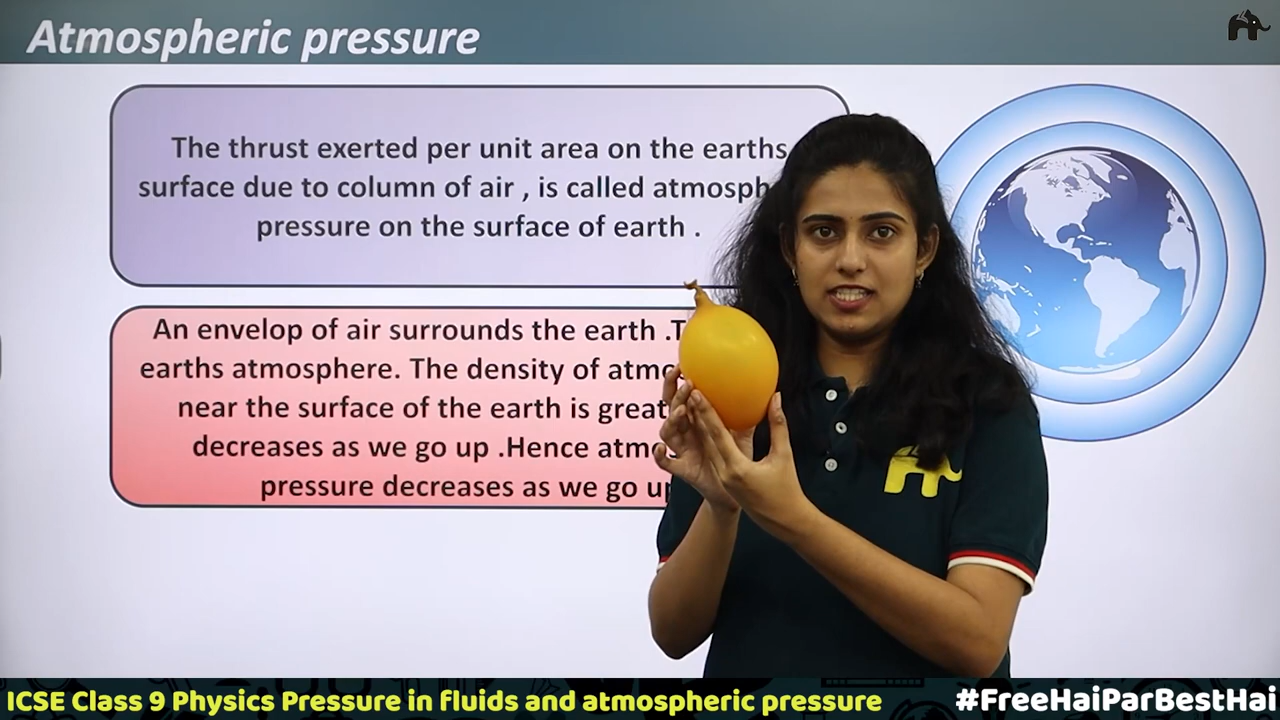 Atmospheric pressure
The thrust exerted per unit area on the earths
surface due to column of air , is called atmosph
pressure on the surface of earth .
An envelop of air surrounds the earth .T
earths atmosphere. The density of atmo
near the surface of the earth is great
decreases as we go up .Hence atmo
pressure decreases as we go up
ICSE Class 9 Physics Pressure in fluids and atmospheric pressure
#FreeHaiParBestHai